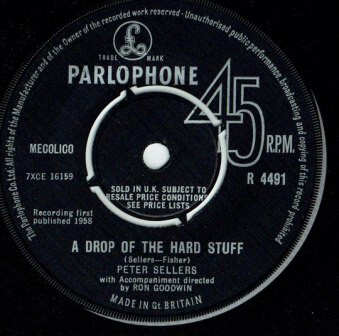 The Parlophone Co. Ltd. All rights of the Manufacturer and of the Owner of the recorded work reserved - Unauthorised public performance, broadcasting and copying of this record prohibited
£
TRADE MARK
PARLOPHONE
45 R.P.M.
MECOLICO
7XCE 16159
R 4491
SOLD IN U.K. SUBJECT TO
RESALE PRICE CONDITIONS
SEE PRICE LISTS
Recording first
published 1958
A DROP OF THE HARD STUFF
(Sellers—Fisher)
PETER SELLERS
with Accompaniment directed
by RON GOODWIN
MADE IN Gt. BRITAIN